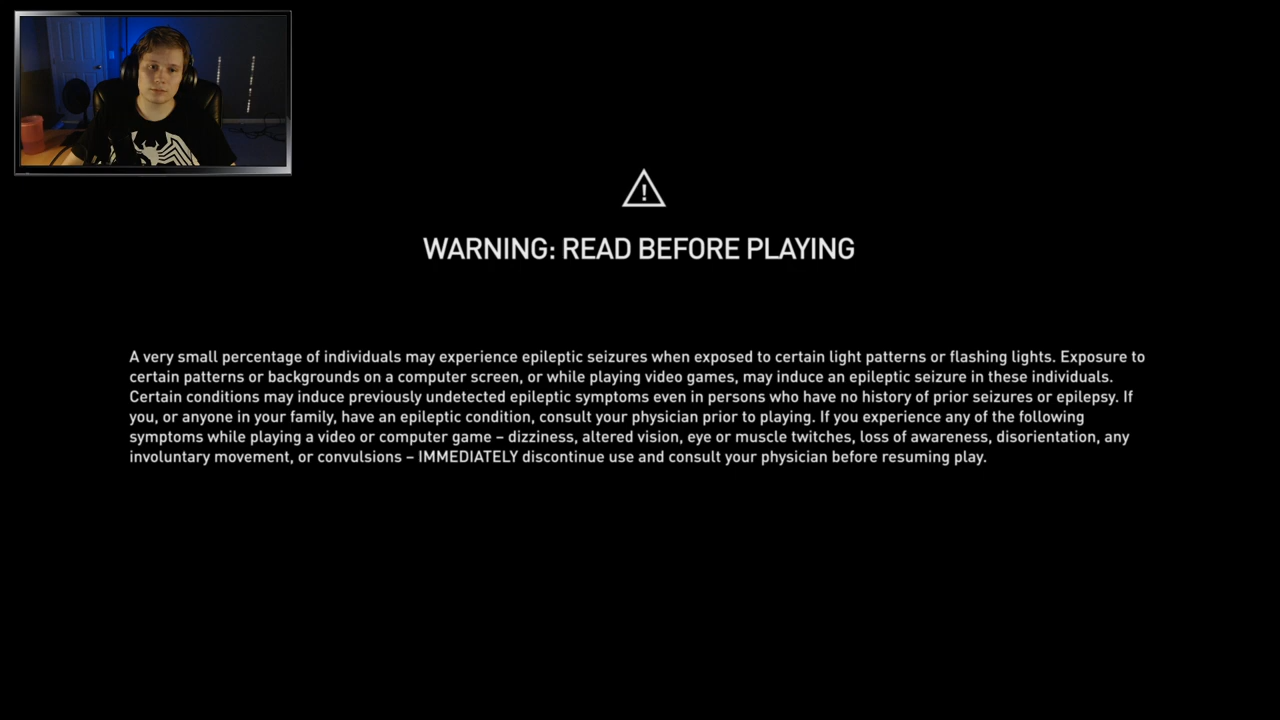 !
WARNING: READ BEFORE PLAYING
A very small percentage of individuals may experience epileptic seizures when exposed to certain light patterns or flashing lights. Exposure to
certain patterns or backgrounds on a computer screen, or while playing video games, may induce an epileptic seizure in these individuals.
Certain conditions may induce previously undetected epileptic symptoms even in persons who have no history of prior seizures or epilepsy. If
you, or anyone in your family, have an epileptic condition, consult your physician prior to playing. If you experience any of the following
symptoms while playing a video or computer game – dizziness, altered vision, eye or muscle twitches, loss of awareness, disorientation, any
involuntary movement, or convulsions – IMMEDIATELY discontinue use and consult your physician before resuming play.